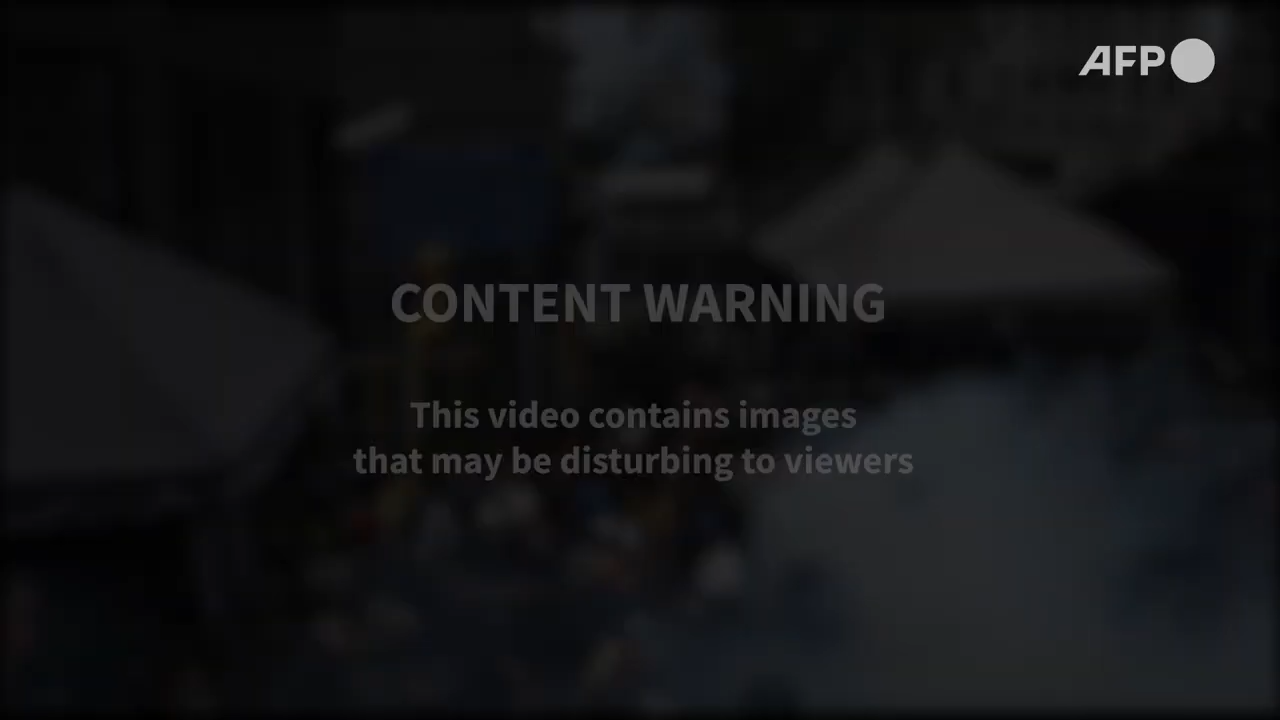 AFP
CONTENT WARNING
This video contains images
that may be disturbing to viewers